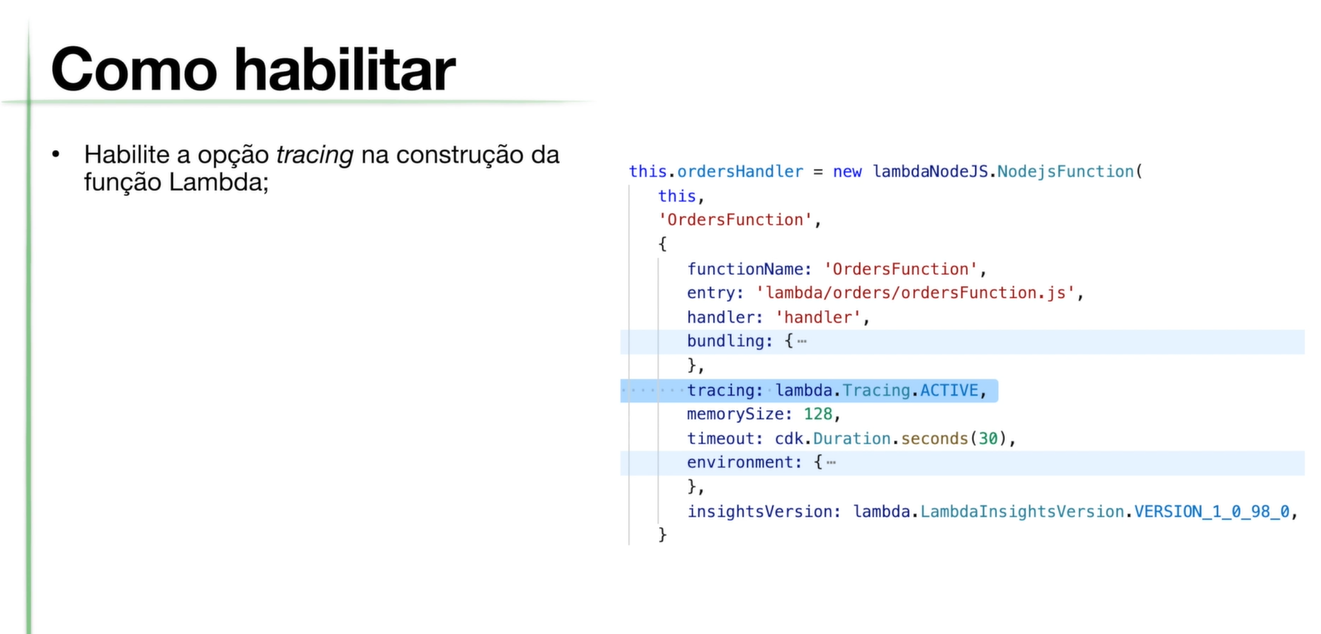 Como habilitar
• Habilite a opção tracing na construção da
função Lambda;
this.ordersHandler = new lambdaNodeJS.NodejsFunction(
this,
'OrdersFunction',
{
functionName: 'OrdersFunction',
entry: 'lambda/orders/ordersFunction.js',
handler: 'handler',
bundling: {⋯
},
tracing: lambda.Tracing.ACTIVE,
memorySize: 128,
timeout: cdk.Duration.seconds(30),
environment: {⋯
},
insightsVersion: lambda.LambdaInsightsVersion.VERSION_1_0_98_0,
}